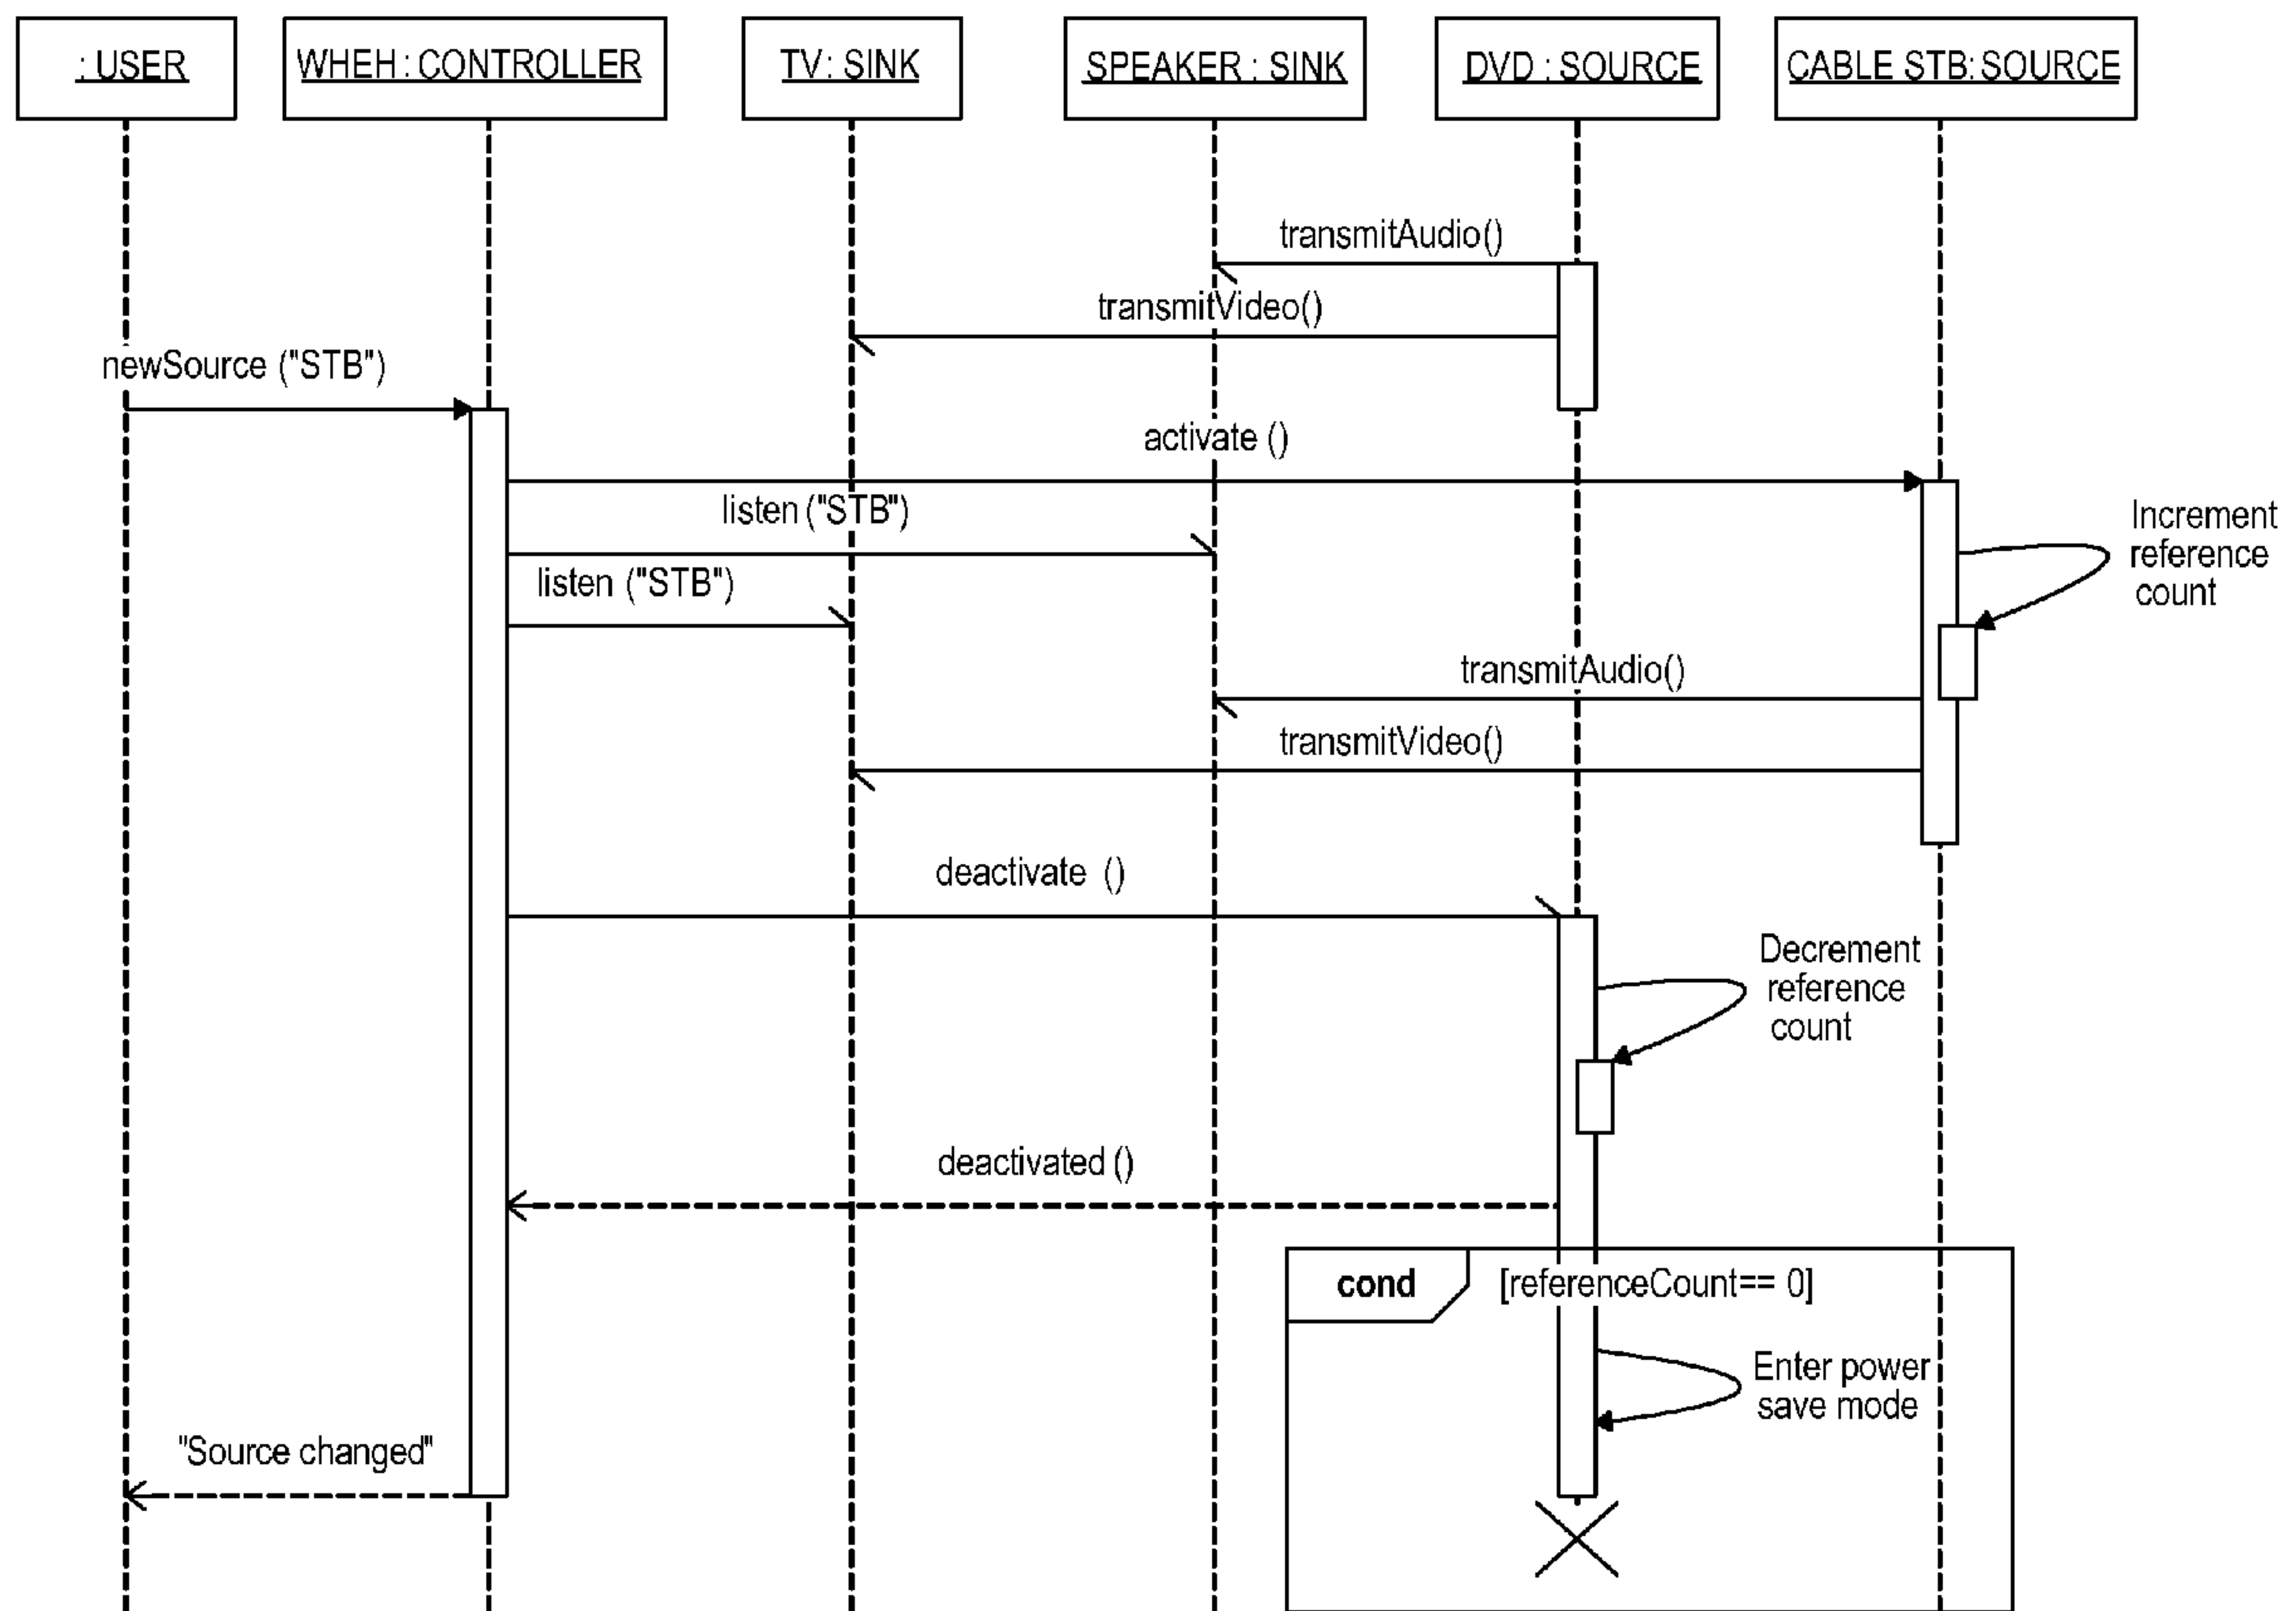 : USER
WHEH : CONTROLLER
TV : SINK
SPEAKER : SINK
DVD : SOURCE
CABLE STB: SOURCE
transmitAudio()
transmitVideo()
newSource ("STB")
activate ()
listen ("STB")
Increment
reference
count
listen ("STB")
transmitAudio()
transmitVideo()
deactivate ()
Decrement
reference
count
deactivated ()
cond
[referenceCount== 0]
Enter power
save mode
"Source changed"